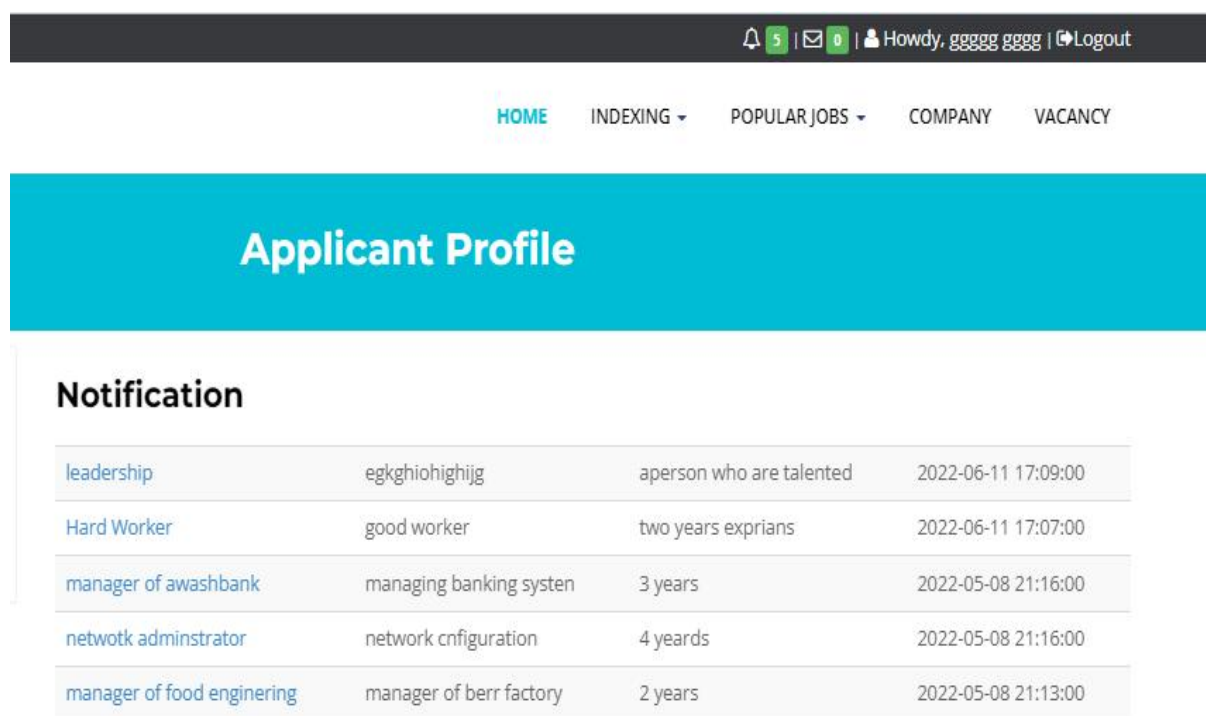 5 | 0 | Howdy, ggggg gggg | Logout
HOME INDEXING POPULAR JOBS COMPANY VACANCY
Applicant Profile
Notification
leadership egkghiohighijg aperson who are talented 2022-06-11 17:09:00
Hard Worker good worker two years exprians 2022-06-11 17:07:00
manager of awashbank managing banking systen 3 years 2022-05-08 21:16:00
netwotk adminstrator network cnfiguration 4 yeards 2022-05-08 21:16:00
manager of food enginering manager of berr factory 2 years 2022-05-08 21:13:00